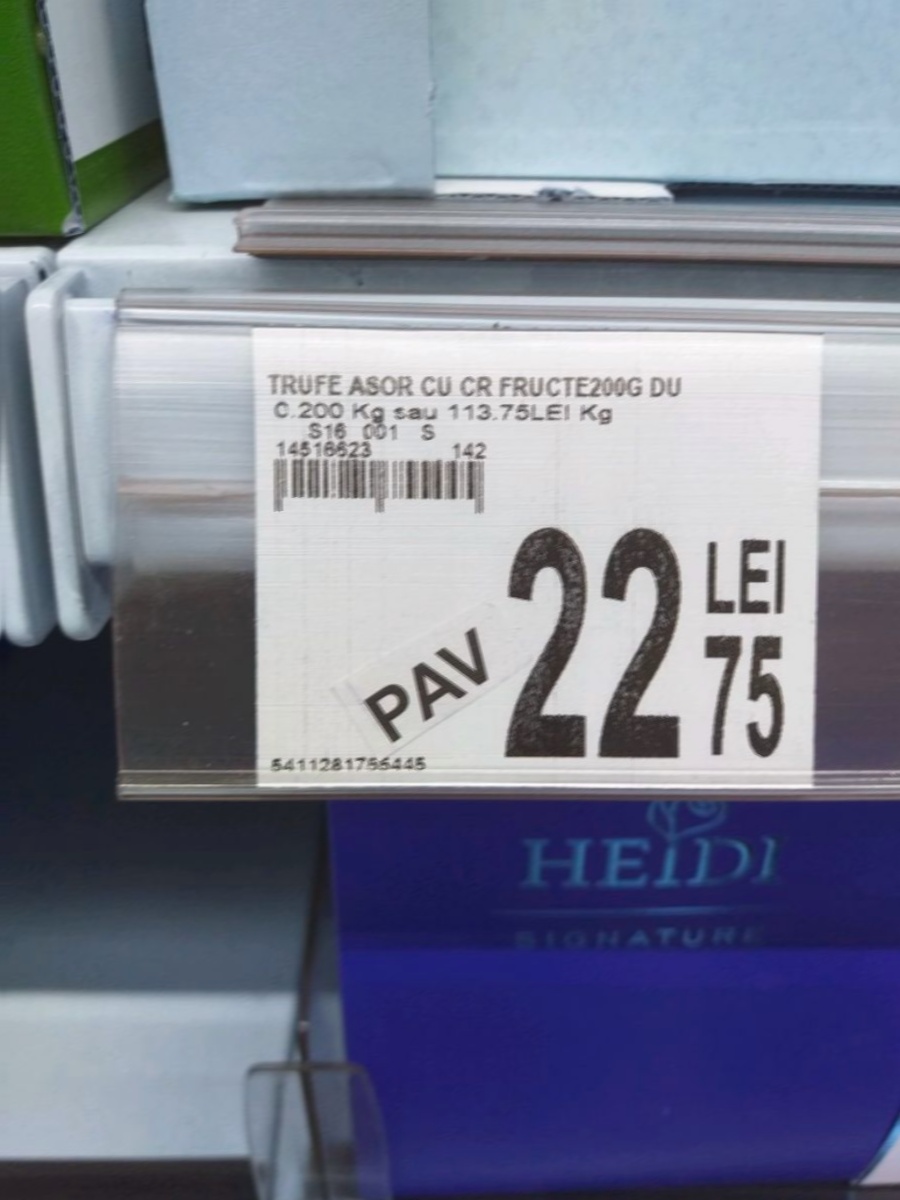 TRUFE ASOR CU CR FRUCTE200G DU
C.200 Kg sau 113.75LEI Kg
S16 001 S
14516623 142
22 LEI
75
PAV
5411281756445
HEIDI
SIGNATURE